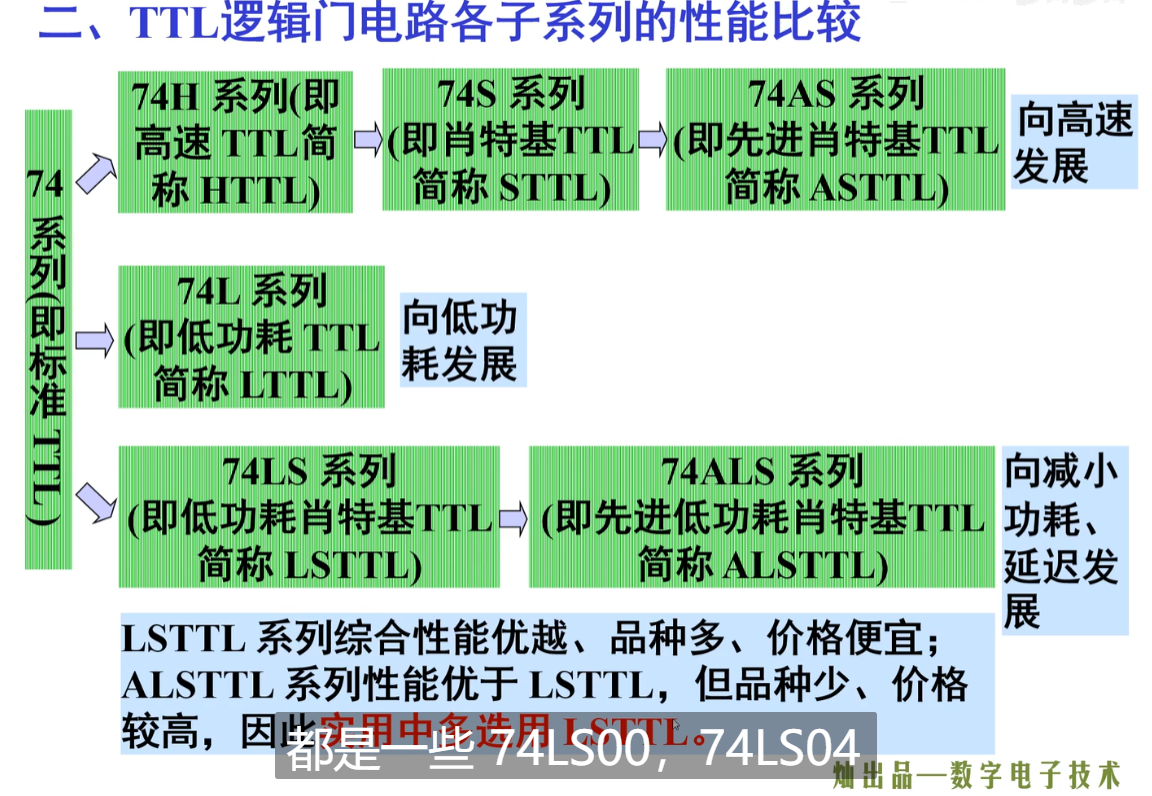 二、TTL逻辑门电路各子系列的性能比较
74系列(即标准TTL)
74H 系列(即
高速 TTL简
称 HTTL)
74S 系列
(即肖特基TTL
简称 STTL)
74AS 系列
(即先进肖特基TTL
简称 ASTTL)
向高速
发展
74L 系列
(即低功耗 TTL
简称 LTTL)
向低功
耗发展
74LS 系列
(即低功耗肖特基TTL
简称 LSTTL)
74ALS 系列
(即先进低功耗肖特基TTL
简称 ALSTTL)
向减小
功耗、
延迟发
展
LSTTL 系列综合性能优越、品种多、价格便宜；
ALSTTL 系列性能优于 LSTTL，但品种少、价格
较高，因此实用中多选用 LSTTL。
都是一些 74LS00，74LS04
灿出品—数字电子技术